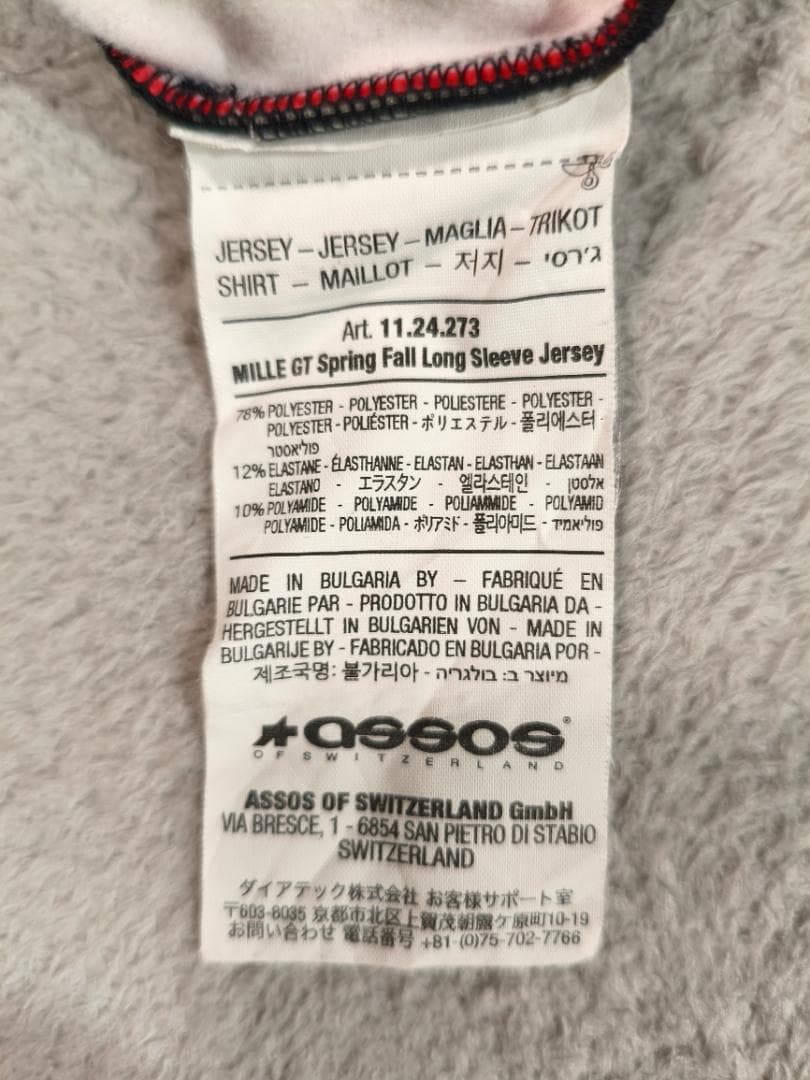 JERSEY – JERSEY – MAGLIA – TRIKOT
SHIRT – MAILLOT – 저지 – ג'רסי
Art. 11.24.273
MILLE GT Spring Fall Long Sleeve Jersey
78% POLYESTER - POLYESTER - POLIESTERE - POLYESTER -
POLYESTER - POLIÉSTER - ポリエステル - 폴리에스터
פוליאסטר
12% ELASTANE - ÉLASTHANNE - ELASTAN - ELASTHAN - ELASTAAN
ELASTANO - エラスタン - 엘라스테인 - אלסטן
10% POLYAMIDE - POLYAMIDE - POLIAMMIDE - POLYAMID
POLYAMIDE - POLIAMIDA - ポリアミド - 폴리아미드 - פוליאמיד
MADE IN BULGARIA BY – FABRIQUÉ EN
BULGARIE PAR - PRODOTTO IN BULGARIA DA -
HERGESTELLT IN BULGARIEN VON - MADE IN
BULGARIJE BY - FABRICADO EN BULGARIA POR -
제조국명: 불가리아 - מיוצר ב: בולגריה
assos®
OF SWITZERLAND
ASSOS OF SWITZERLAND GmbH
VIA BRESCE, 1 - 6854 SAN PIETRO DI STABIO
SWITZERLAND
ダイアテック株式会社 お客様サポート室
〒603-8035 京都市北区上賀茂朝露ケ原町10-19
お問い合わせ 電話番号 +81-(0)75-702-7766